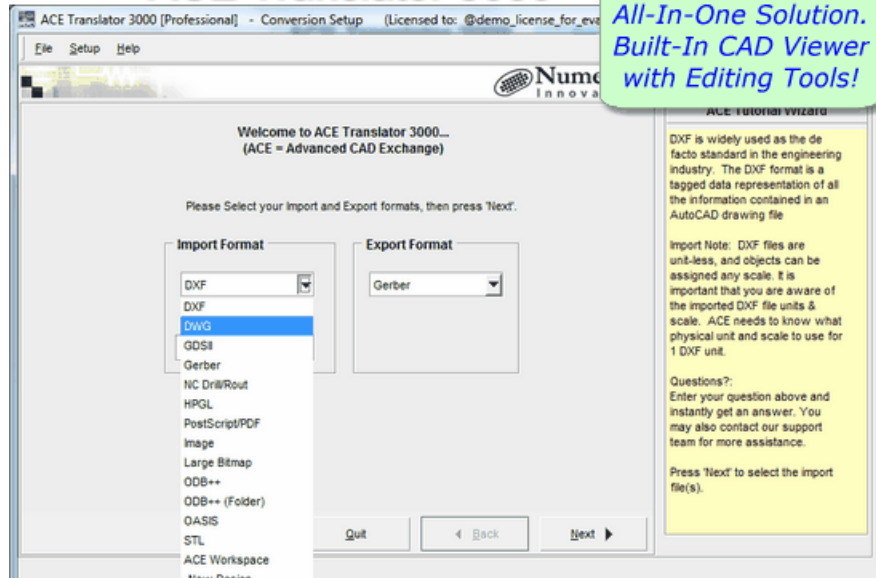 ACE Translator 3000 [Professional] - Conversion Setup (Licensed to: @demo_license_for_eva
All-In-One Solution.
Built-In CAD Viewer
with Editing Tools!
File Setup Help
Nume
Innova
ACE Tutorial Wizard
Welcome to ACE Translator 3000...
(ACE = Advanced CAD Exchange)
Please Select your Import and Export formats, then press 'Next'.
Import Format
Export Format
DXF
Gerber
DXF
DWG
GDSII
Gerber
NC Drill/Rout
HPGL
PostScript/PDF
Image
Large Bitmap
ODB++
ODB++ (Folder)
OASIS
STL
ACE Workspace
Quit
Back
Next
DXF is widely used as the de
facto standard in the engineering
industry. The DXF format is a
tagged data representation of all
the information contained in an
AutoCAD drawing file
Import Note: DXF files are
unit-less, and objects can be
assigned any scale. It is
important that you are aware of
the imported DXF file units &
scale. ACE needs to know what
physical unit and scale to use for
1 DXF unit.
Questions?:
Enter your question above and
instantly get an answer. You
may also contact our support
team for more assistance.
Press 'Next' to select the import
file(s).